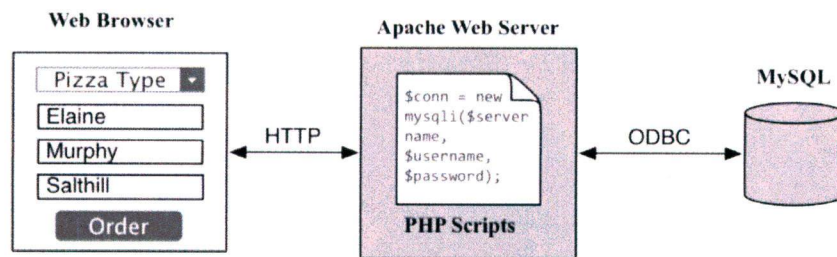 Web Browser
Pizza Type
Elaine
Murphy
Salthill
Order
HTTP
Apache Web Server
$conn = new
mysqli($server
name,
$username,
$password);
PHP Scripts
ODBC
MySQL